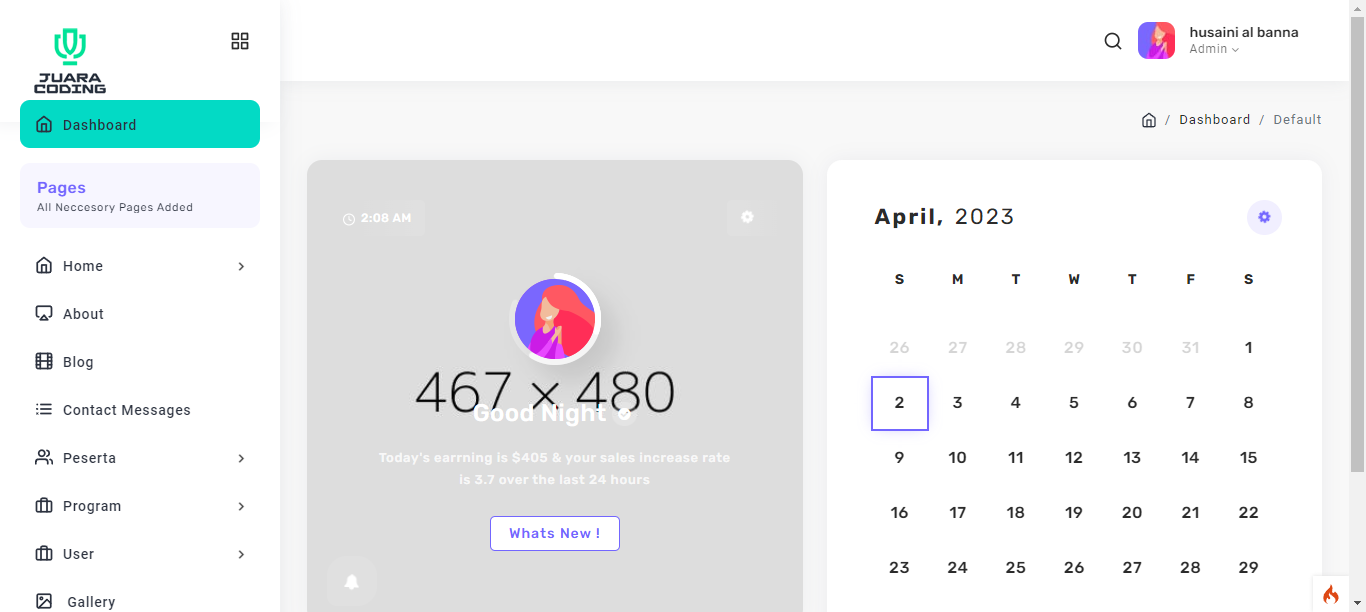 JUARA
CODING
Dashboard
Pages
All Neccesory Pages Added
Home
About
Blog
Contact Messages
Peserta
Program
User
Gallery
husaini al banna
Admin
/ Dashboard / Default
2:08 AM
467 × 480
Good Night
Today's earrning is $405 & your sales increase rate
is 3.7 over the last 24 hours
Whats New !
April, 2023
S M T W T F S
26 27 28 29 30 31 1
2 3 4 5 6 7 8
9 10 11 12 13 14 15
16 17 18 19 20 21 22
23 24 25 26 27 28 29